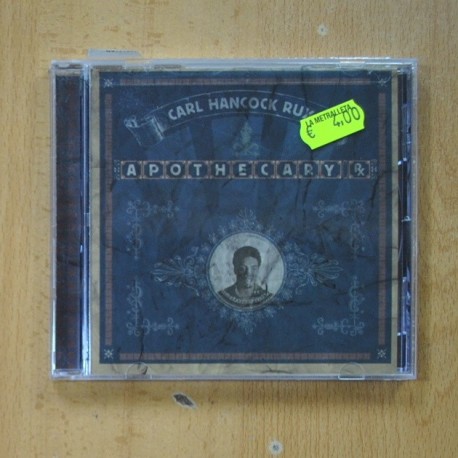 CARL HANCOCK RUX
LA METRALLETA
€ 4,00
APOTHECARY ℞